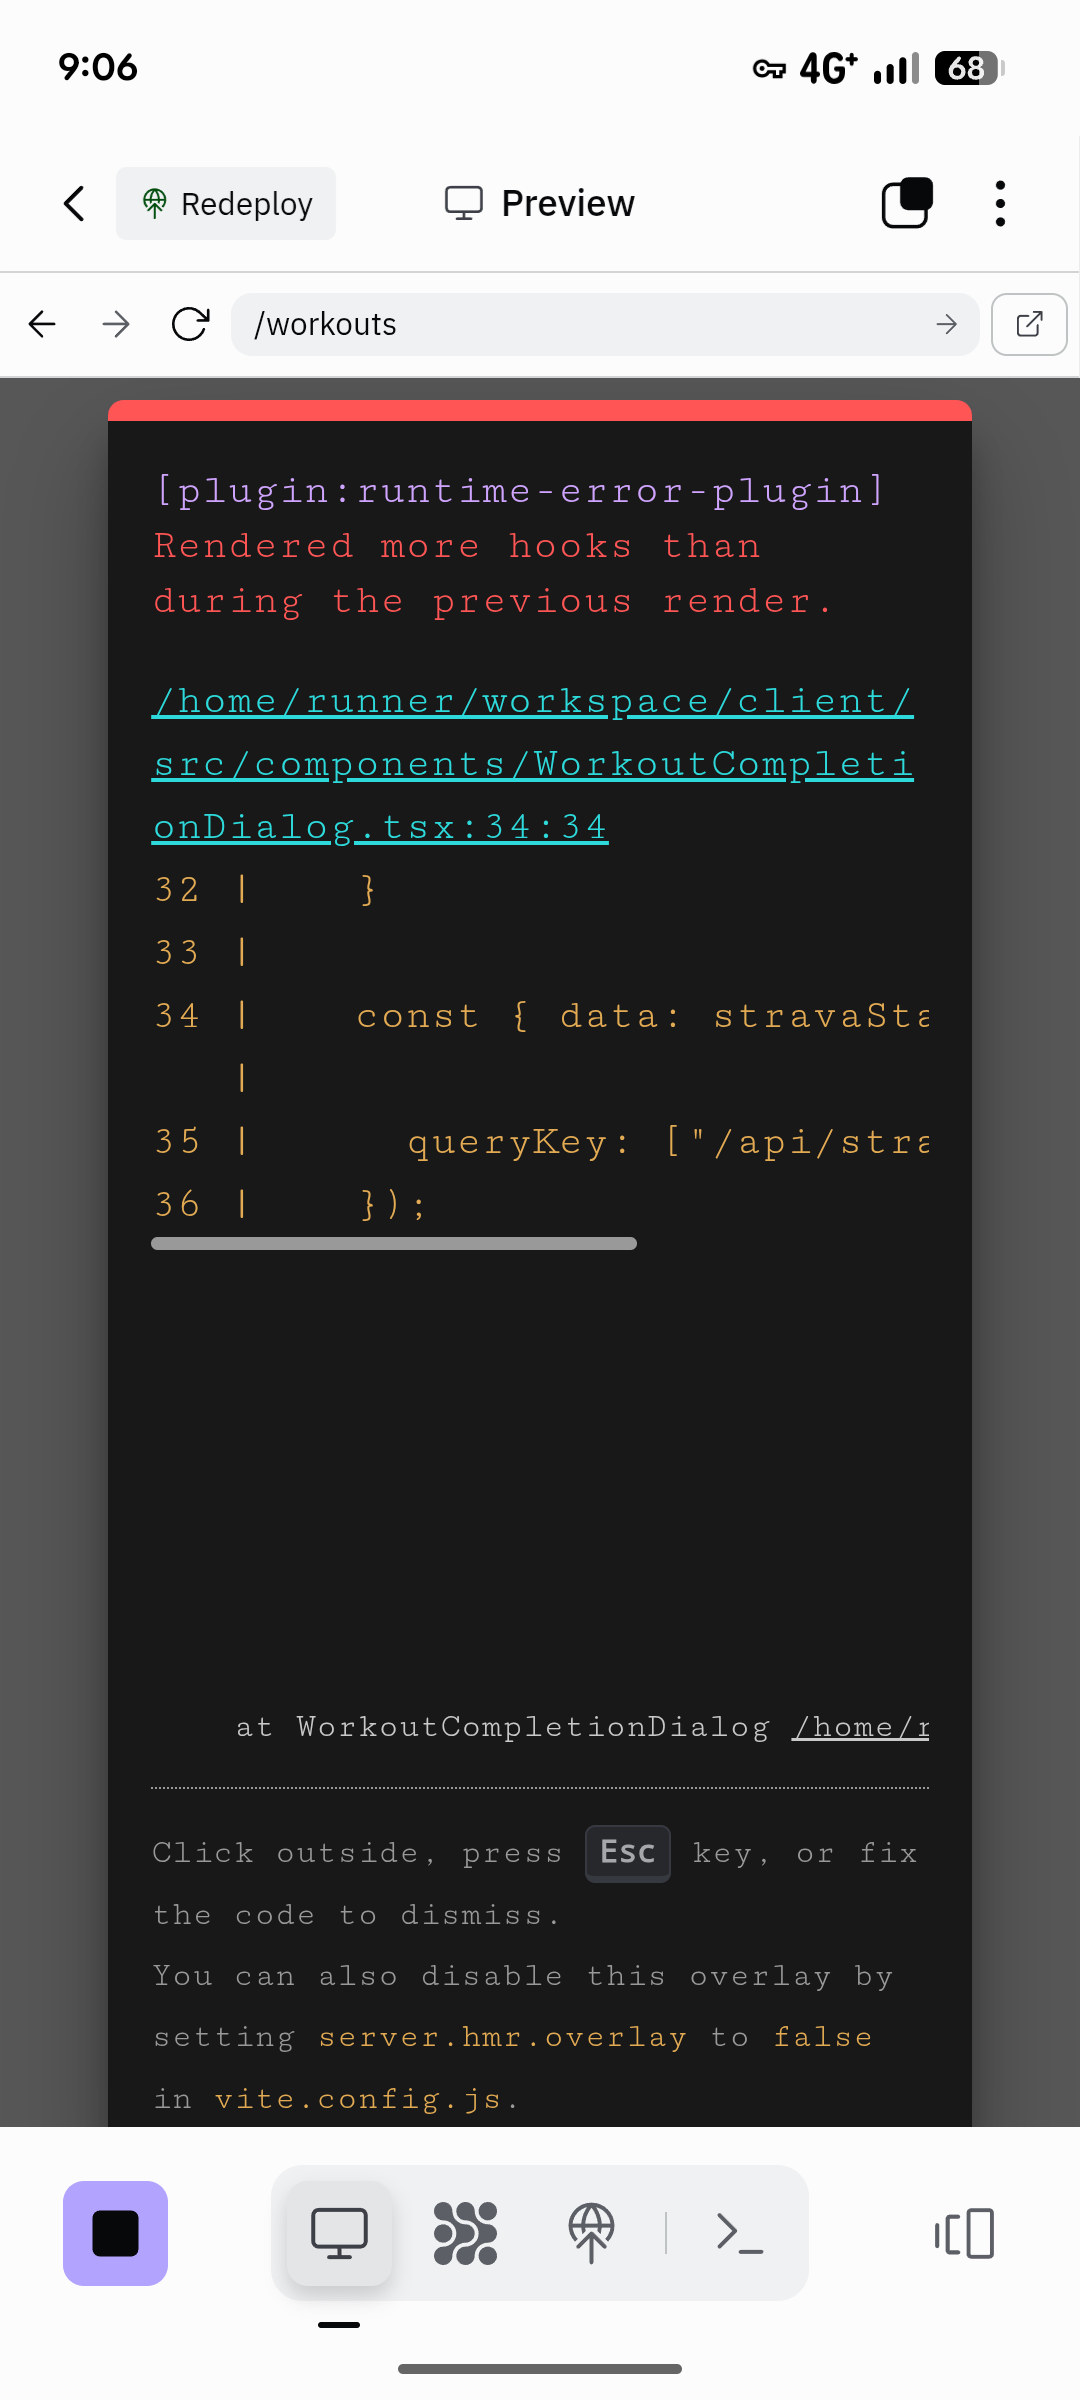 9:06
4G+
68
Redeploy
Preview
/workouts
[plugin:runtime-error-plugin]
Rendered more hooks than
during the previous render.
/home/runner/workspace/client/
src/components/WorkoutCompleti
onDialog.tsx:34:34
32 |    }
33 |
34 |    const { data: stravaSta
|
35 |      queryKey: ["/api/stra
36 |    });
at WorkoutCompletionDialog /home/r
Click outside, press Esc key, or fix
the code to dismiss.
You can also disable this overlay by
setting server.hmr.overlay to false
in vite.config.js.